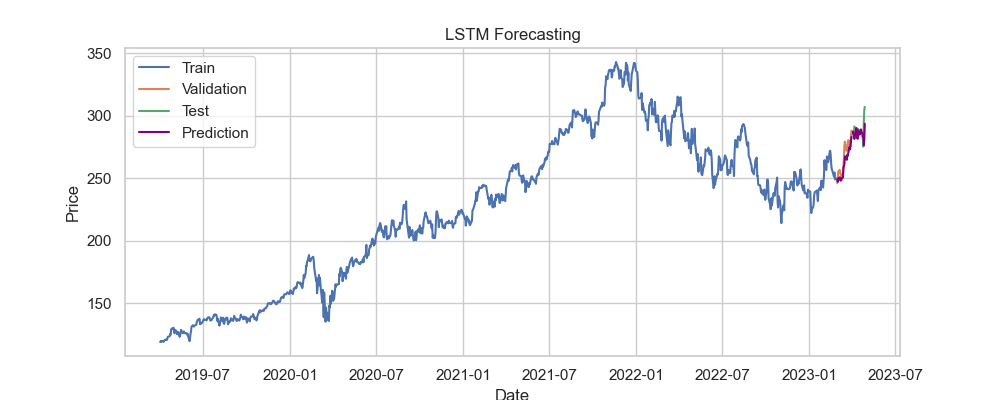 LSTM Forecasting
350
300
250
200
150
Price
Train
Validation
Test
Prediction
2019-07 2020-01 2020-07 2021-01 2021-07 2022-01 2022-07 2023-01 2023-07
Date